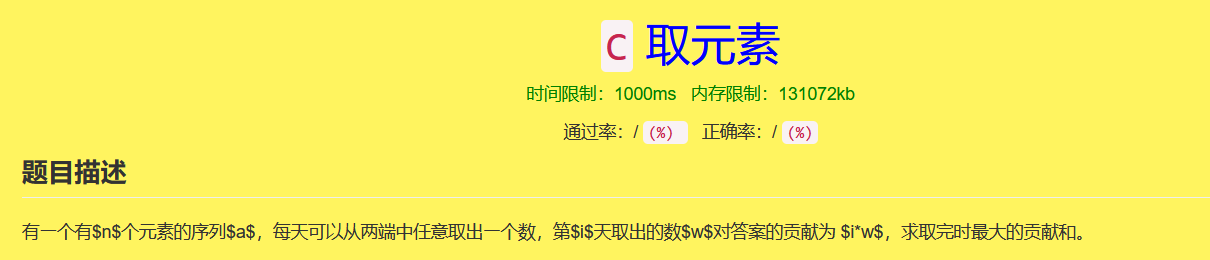 C 取元素
时间限制：1000ms 内存限制：131072kb
通过率：/ (%) 正确率：/ (%)
题目描述
有一个有$n$个元素的序列$a$，每天可以从两端中任意取出一个数，第$i$天取出的数$w$对答案的贡献为 $i*w$，求取完时最大的贡献和。